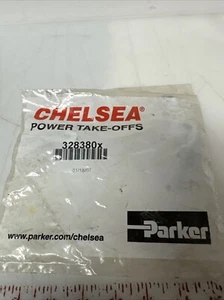 CHELSEA®
POWER TAKE-OFFS
328380x
www.parker.com/chelsea
Parker